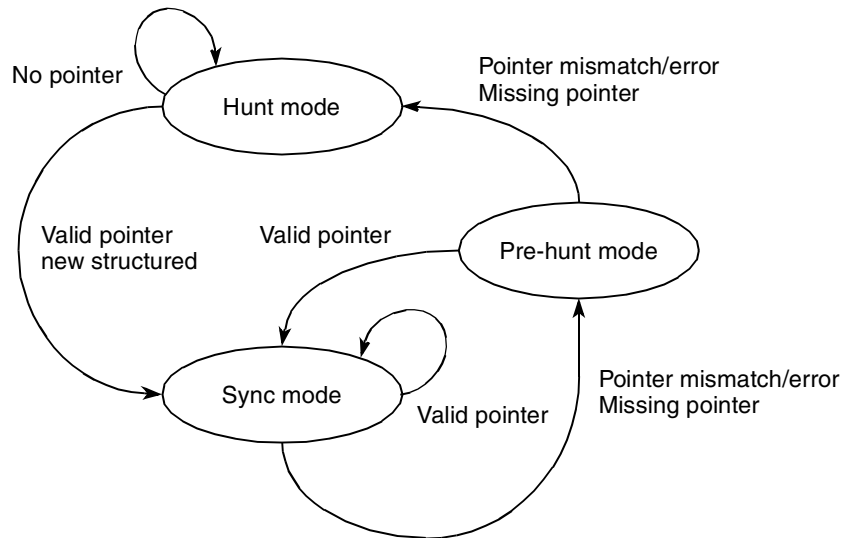 No pointer
Hunt mode
Pointer mismatch/error
Missing pointer
Valid pointer
new structured
Valid pointer
Pre-hunt mode
Sync mode
Valid pointer
Pointer mismatch/error
Missing pointer